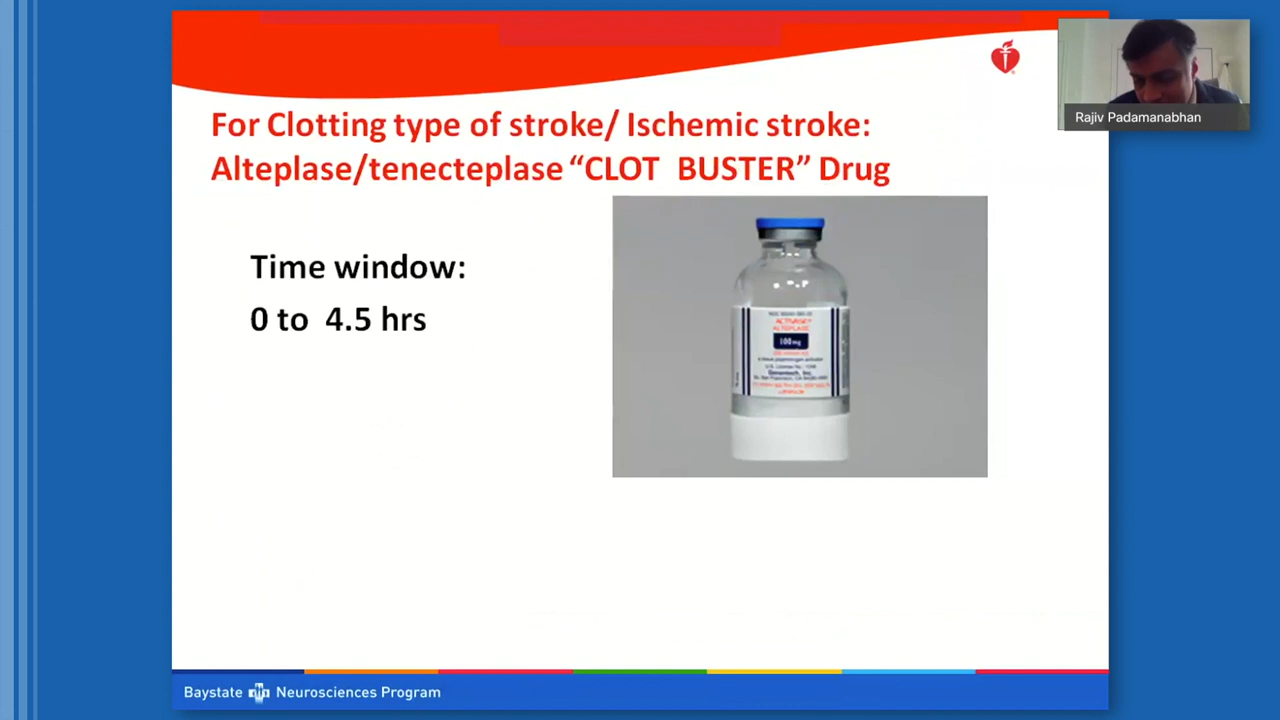 For Clotting type of stroke/ Ischemic stroke:
Alteplase/tenecteplase “CLOT BUSTER” Drug
Rajiv Padamanabhan
Time window:
0 to 4.5 hrs
ALTEPLASE
100 mg
Genentech, Inc.
Baystate Neurosciences Program